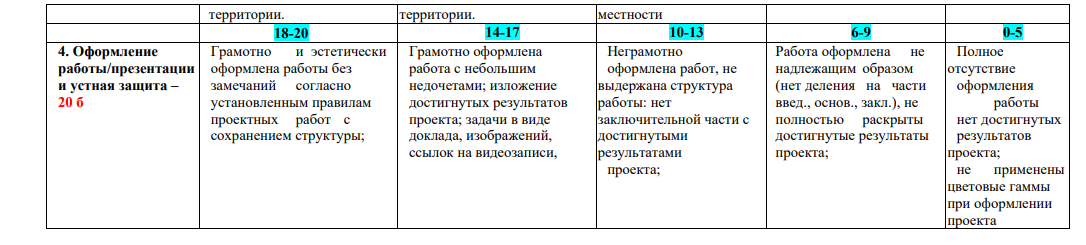 территории.
территории.
местности
18-20
14-17
10-13
6-9
0-5
4. Оформление
работы/презентации
и устная защита –
20 б
Грамотно и эстетически
оформлена работы без
замечаний согласно
установленным правилам
проектных работ с
сохранением структуры;
Грамотно оформлена
работа с небольшим
недочетами; изложение
достигнутых результатов
проекта; задачи в виде
доклада, изображений,
ссылок на видеозаписи,
Неграмотно
оформлена работ, не
выдержана структура
работы: нет
заключительной части с
достигнутыми
результатами
проекта;
Работа оформлена не
надлежащим образом
(нет деления на части
введ., основ., закл.), не
полностью раскрыты
достигнутые результаты
проекта;
Полное
отсутствие
оформления
работы
нет достигнутых
результатов
проекта;
не применены
цветовые гаммы
при оформлении
проекта